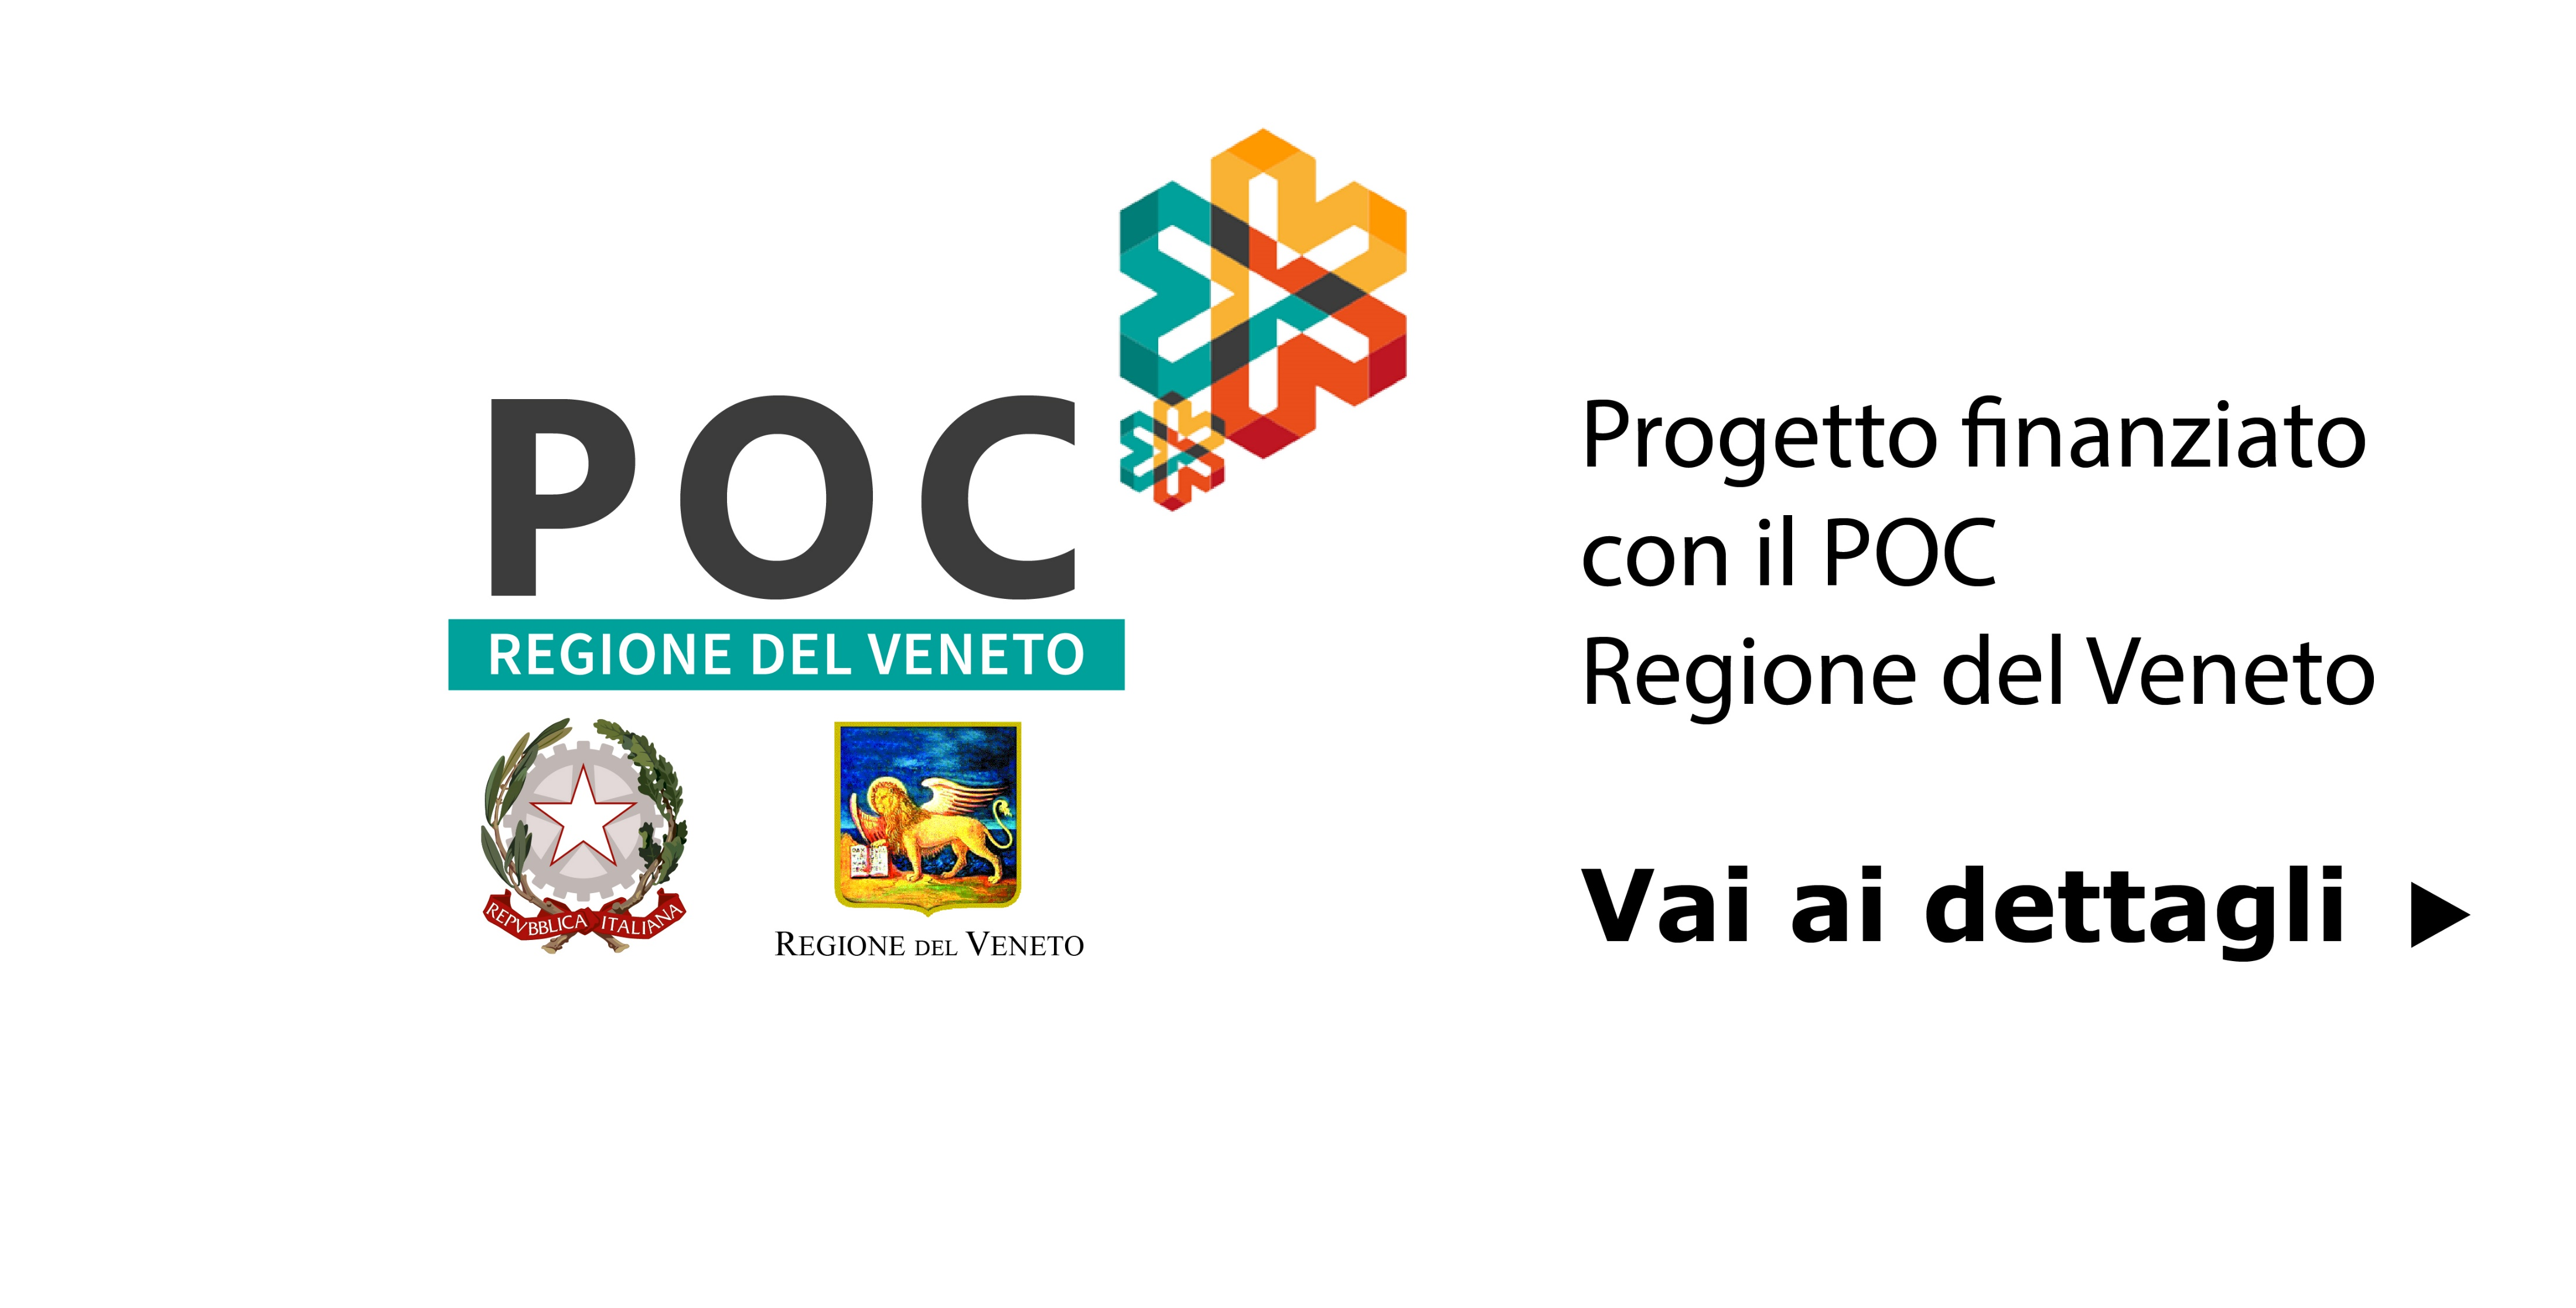 POC
REGIONE DEL VENETO
REPVBBLICA ITALIANA
REGIONE DEL VENETO
Progetto finanziato
con il POC
Regione del Veneto
Vai ai dettagli